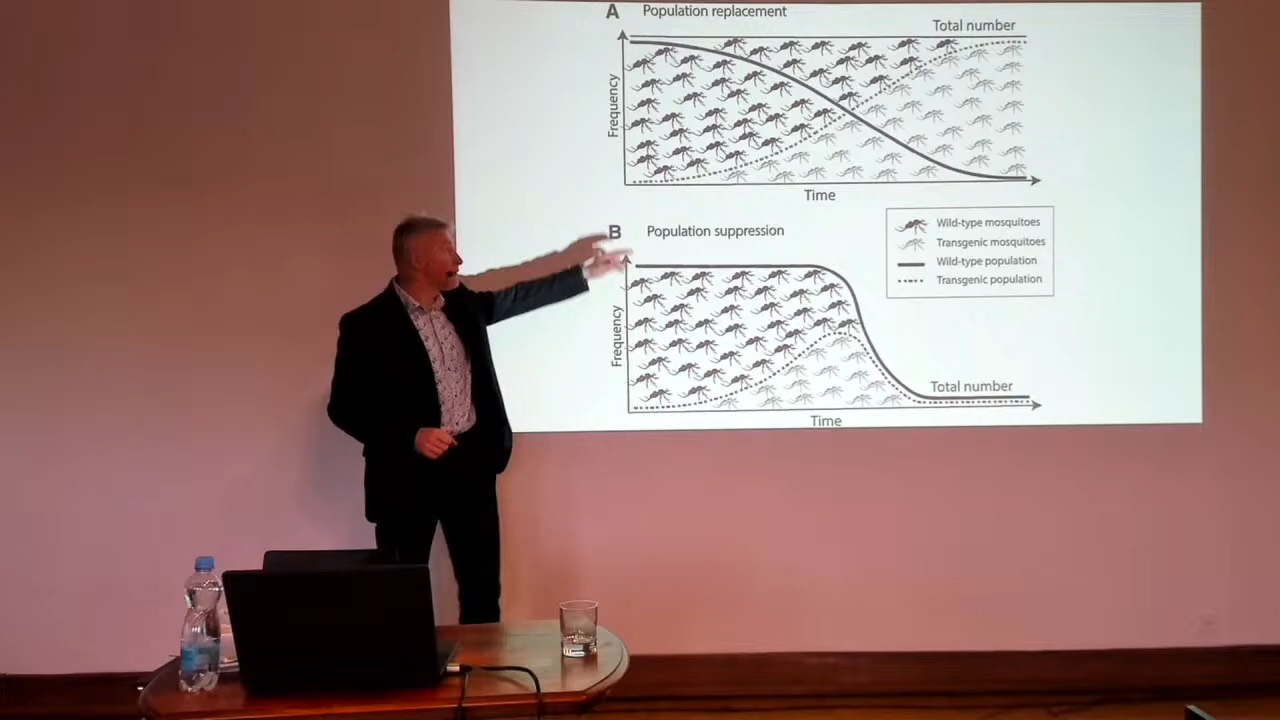 A Population replacement
Total number
Frequency
Time
B Population suppression
Wild-type mosquitoes
Transgenic mosquitoes
Wild-type population
Transgenic population
Frequency
Total number
Time